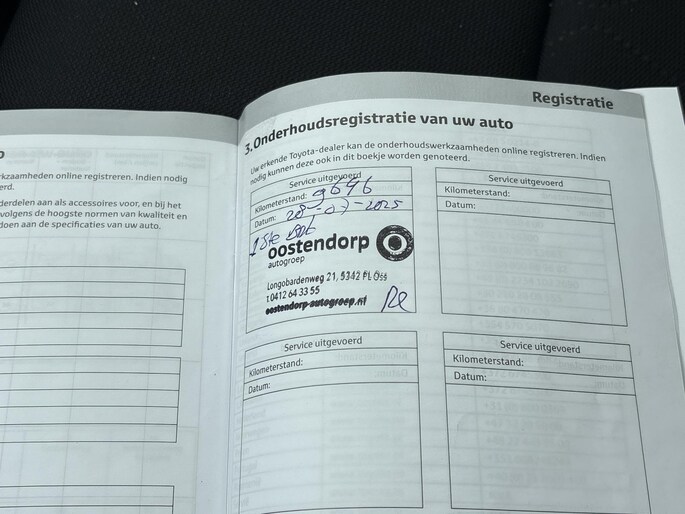 kzaamheden online registreren. Indien nodig
erd.
derdelen aan als accessoires voor, en bij het
volgens de hoogste normen van kwaliteit en
doen aan de specificaties van uw auto.
Registratie
3. Onderhoudsregistratie van uw auto
Uw erkende Toyota-dealer kan de onderhoudswerkzaamheden online registreren. Indien
nodig kunnen deze ook in dit boekje worden genoteerd.
Service uitgevoerd
Kilometerstand: 9696
Datum: 28-07-2025
1ste
oostendorp
autogroep
Longobardenweg 21, 5342 PL Oss
t.0412 64 33 55
oostendorp-autogroep.nl
Service uitgevoerd
Kilometerstand:
Datum:
Service uitgevoerd
Kilometerstand:
Datum:
Service uitgevoerd
Kilometerstand:
Datum: